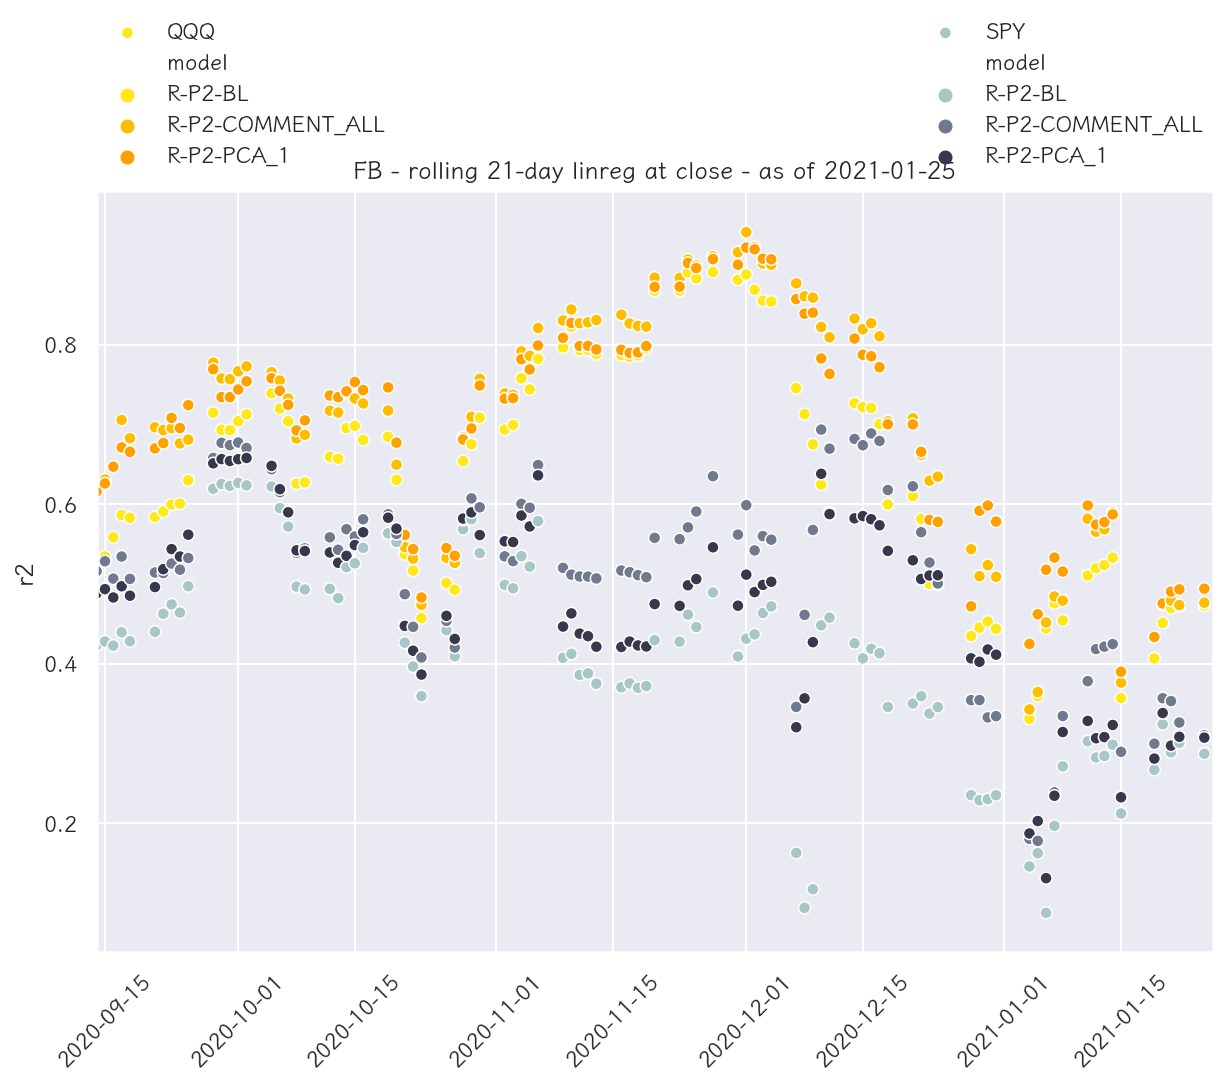 QQQ
model
R-P2-BL
R-P2-COMMENT_ALL
R-P2-PCA_1
SPY
model
R-P2-BL
R-P2-COMMENT_ALL
R-P2-PCA_1
FB - rolling 21-day linreg at close - as of 2021-01-25
r2
0.8
0.6
0.4
0.2
2020-09-15
2020-10-01
2020-10-15
2020-11-01
2020-11-15
2020-12-01
2020-12-15
2021-01-01
2021-01-15